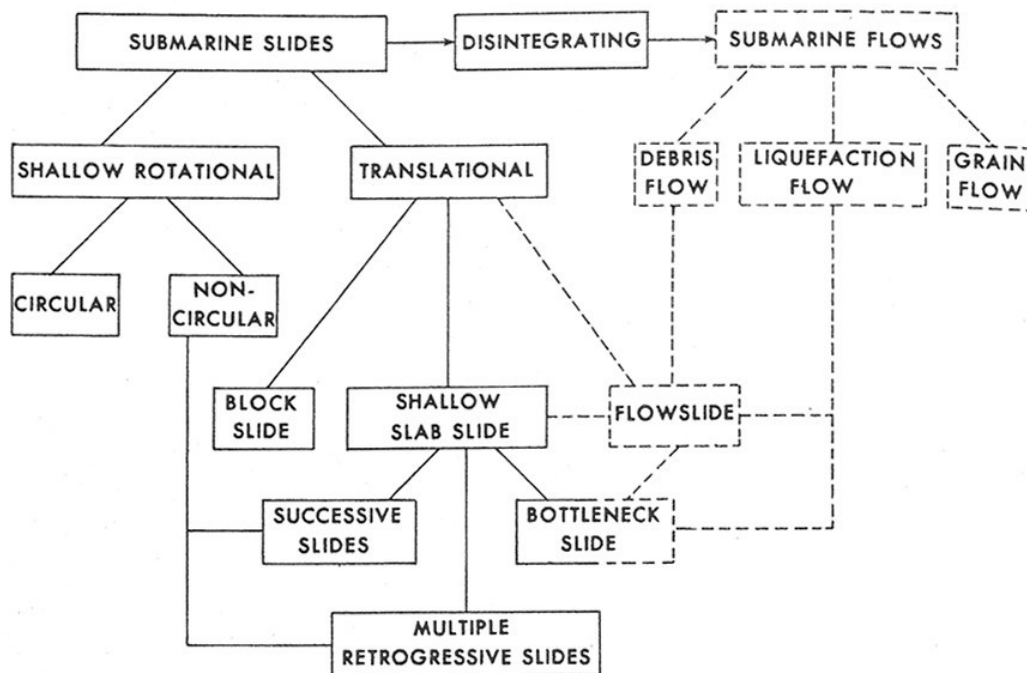 SUBMARINE SLIDES
DISINTEGRATING
SUBMARINE FLOWS
SHALLOW ROTATIONAL
TRANSLATIONAL
DEBRIS
FLOW
LIQUEFACTION
FLOW
GRAIN
FLOW
CIRCULAR
NON-
CIRCULAR
BLOCK
SLIDE
SHALLOW
SLAB SLIDE
FLOWSLIDE
SUCCESSIVE
SLIDES
BOTTLENECK
SLIDE
MULTIPLE
RETROGRESSIVE SLIDES